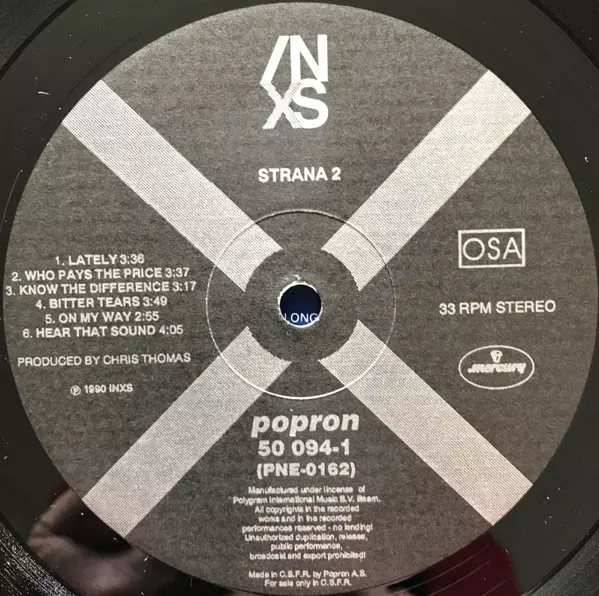 INXS
STRANA 2
1. LATELY 3:36
2. WHO PAYS THE PRICE 3:37
3. KNOW THE DIFFERENCE 3:17
4. BITTER TEARS 3:49
5. ON MY WAY 2:55
6. HEAR THAT SOUND 4:05
PRODUCED BY CHRIS THOMAS
℗ 1990 INXS
OSA
33 RPM STEREO
mercury
LONG
popron
50 094-1
(PNE-0162)
Manufactured under lincense of
Polygram International Music B.V. Baarn,
All copyrights in the recorded
works and in the recorded
performances reserved - no lending!
Unauthorized duplication, release,
public performance,
broadcast and export prohibited!
Made in C.S.F.R. by Popron A.S.
For sale only in C.S.F.R.